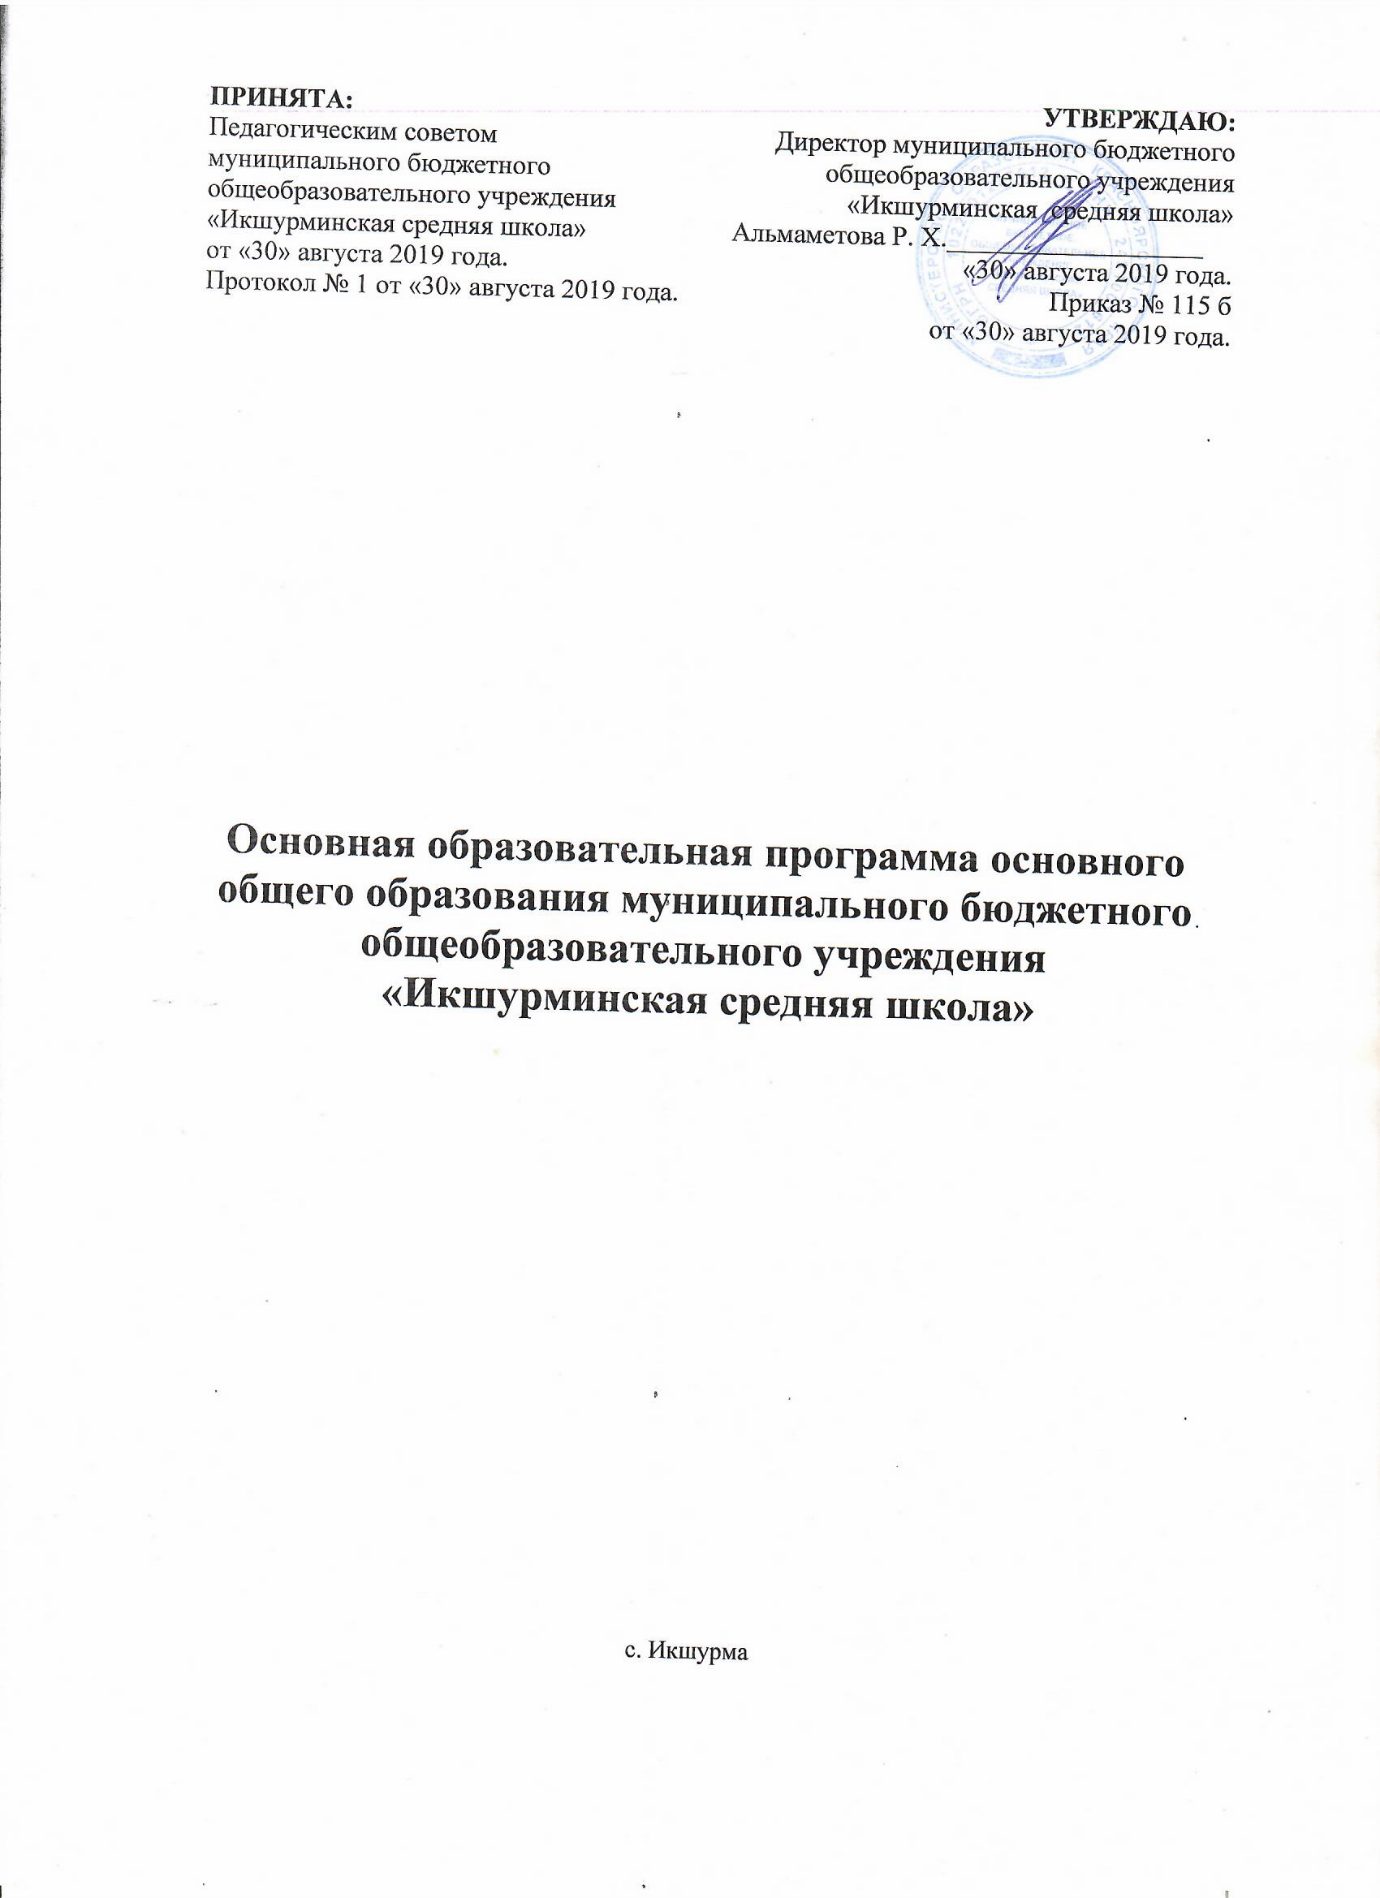 ПРИНЯТА:
Педагогическим советом
муниципального бюджетного
общеобразовательного учреждения
«Икшурминская средняя школа»
от «30» августа 2019 года.
Протокол № 1 от «30» августа 2019 года.
УТВЕРЖДАЮ:
Директор муниципального бюджетного
общеобразовательного учреждения
«Икшурминская средняя школа»
Альмаметова Р. Х.
«30» августа 2019 года.
Приказ № 115 б
от «30» августа 2019 года.
Основная образовательная программа основного
общего образования муниципального бюджетного
общеобразовательного учреждения
«Икшурминская средняя школа»
с. Икшурма